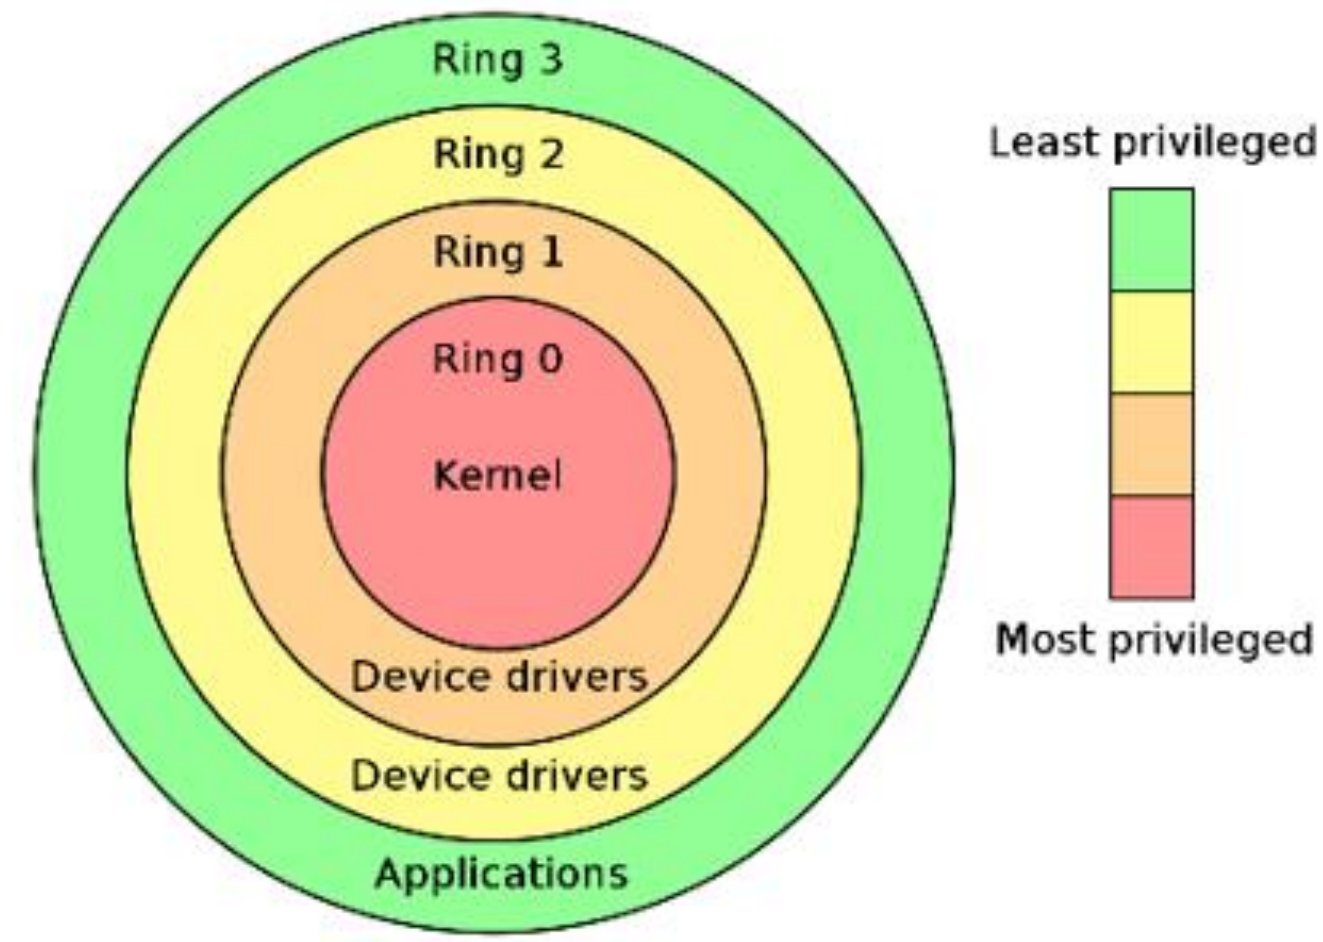 Ring 3
Ring 2
Ring 1
Ring 0
Kernel
Device drivers
Device drivers
Applications
Least privileged
Most privileged